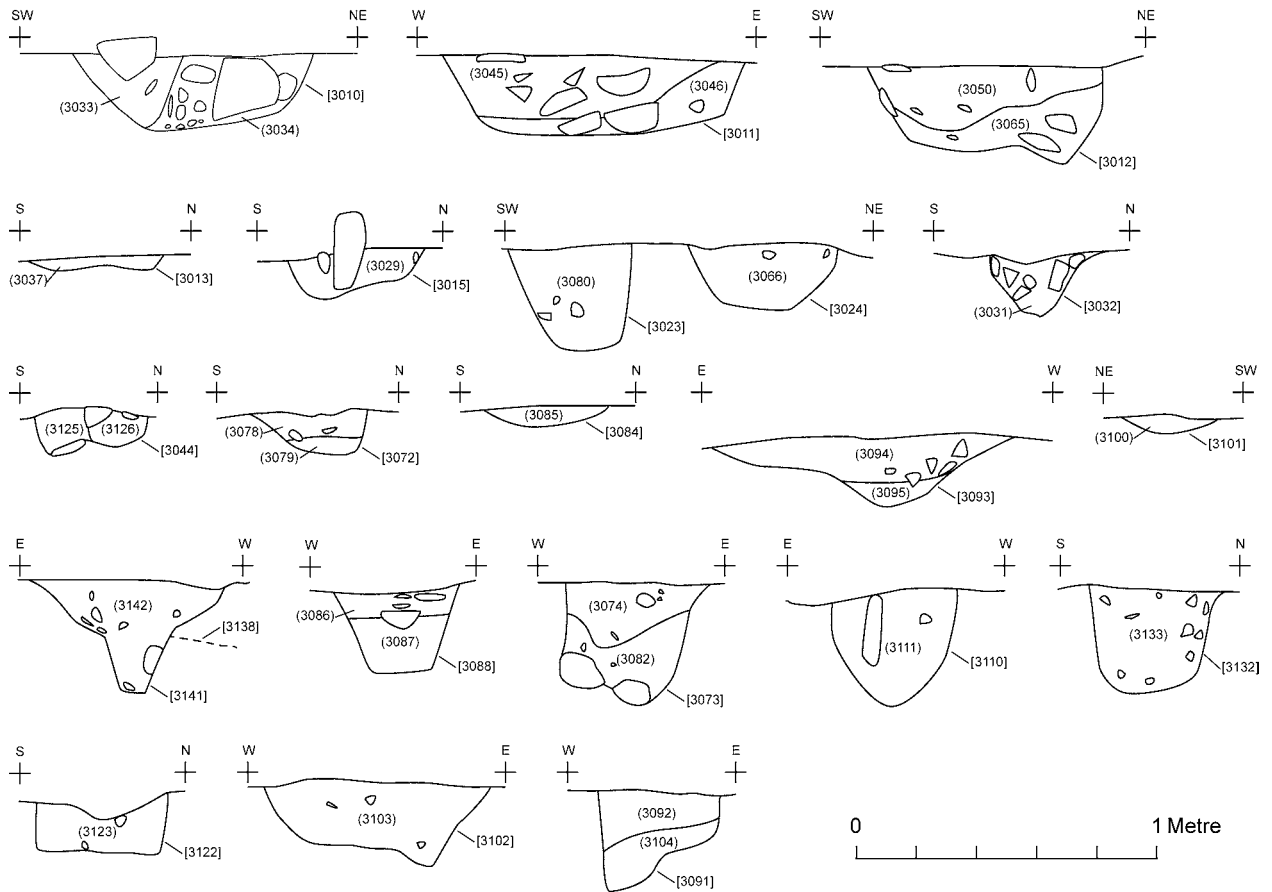 SW NE W E SW NE
(3033) (3034) [3010] (3045) (3046) [3011] (3050) (3065) [3012]
S N S N SW NE S N
(3037) [3013] (3029) [3015] (3080) [3023] (3066) [3024] (3031) [3032]
S N S N S N E W NE SW
(3125) (3126) [3044] (3078) (3079) [3072] (3085) [3084] (3094) (3095) [3093] (3100) [3101]
E W W E W E E W S N
(3142) [3138] [3141] (3086) (3087) [3088] (3074) (3082) [3073] (3111) [3110] (3133) [3132]
S N W E W E
(3123) [3122] (3103) [3102] (3092) (3104) [3091]
0 1 Metre